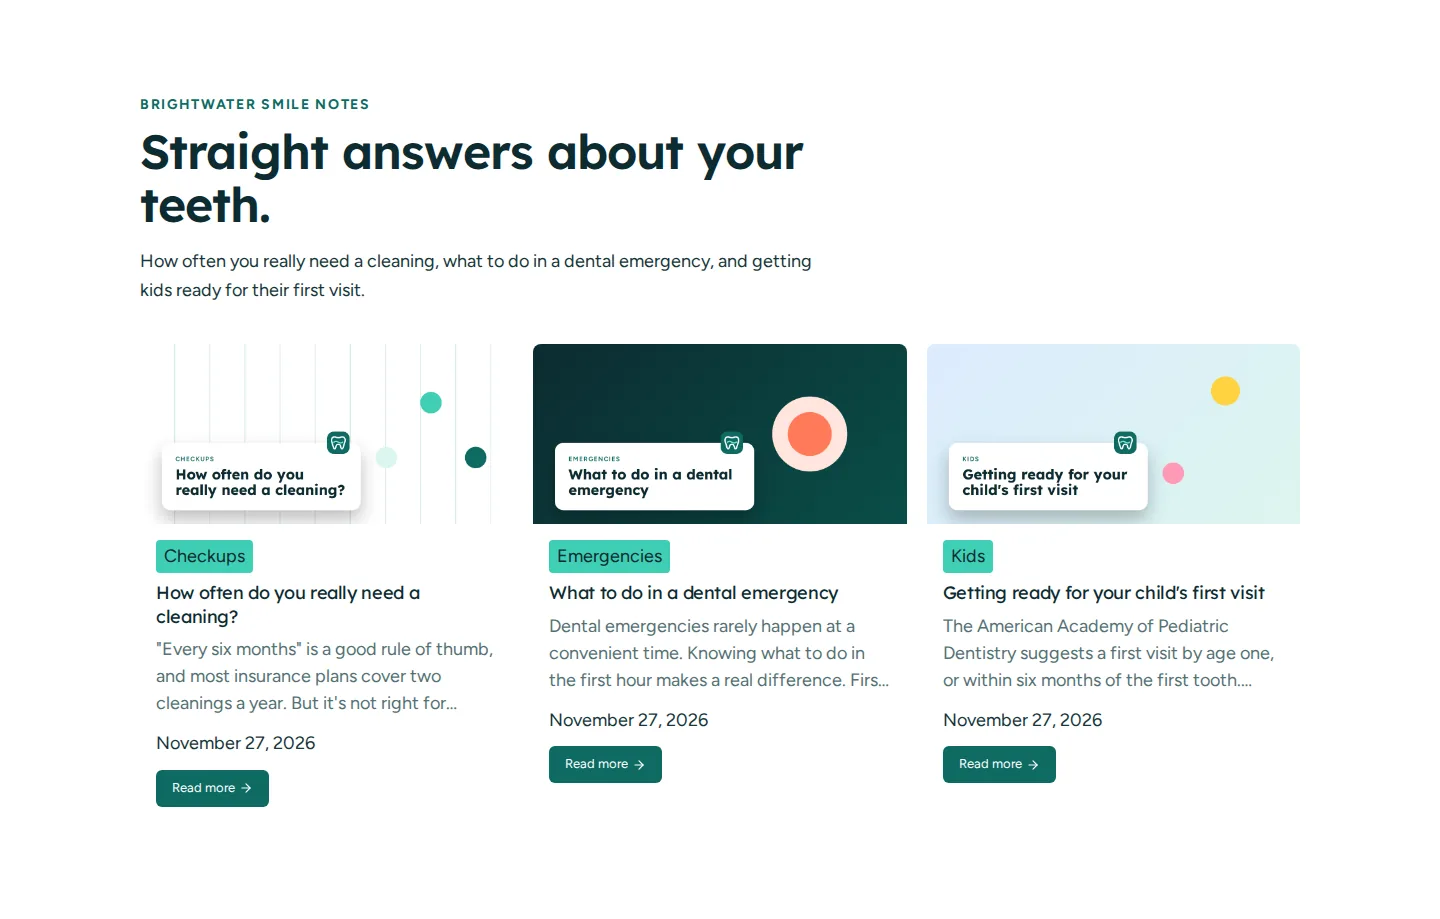 BRIGHTWATER SMILE NOTES
Straight answers about your
teeth.
How often you really need a cleaning, what to do in a dental emergency, and getting
kids ready for their first visit.
CHECKUPS
How often do you
really need a cleaning?
Checkups
How often do you really need a
cleaning?
"Every six months" is a good rule of thumb,
and most insurance plans cover two
cleanings a year. But it's not right for...
November 27, 2026
Read more →
EMERGENCIES
What to do in a dental
emergency
Emergencies
What to do in a dental emergency
Dental emergencies rarely happen at a
convenient time. Knowing what to do in
the first hour makes a real difference. Firs...
November 27, 2026
Read more →
KIDS
Getting ready for your
child's first visit
Kids
Getting ready for your child's first visit
The American Academy of Pediatric
Dentistry suggests a first visit by age one,
or within six months of the first tooth....
November 27, 2026
Read more →